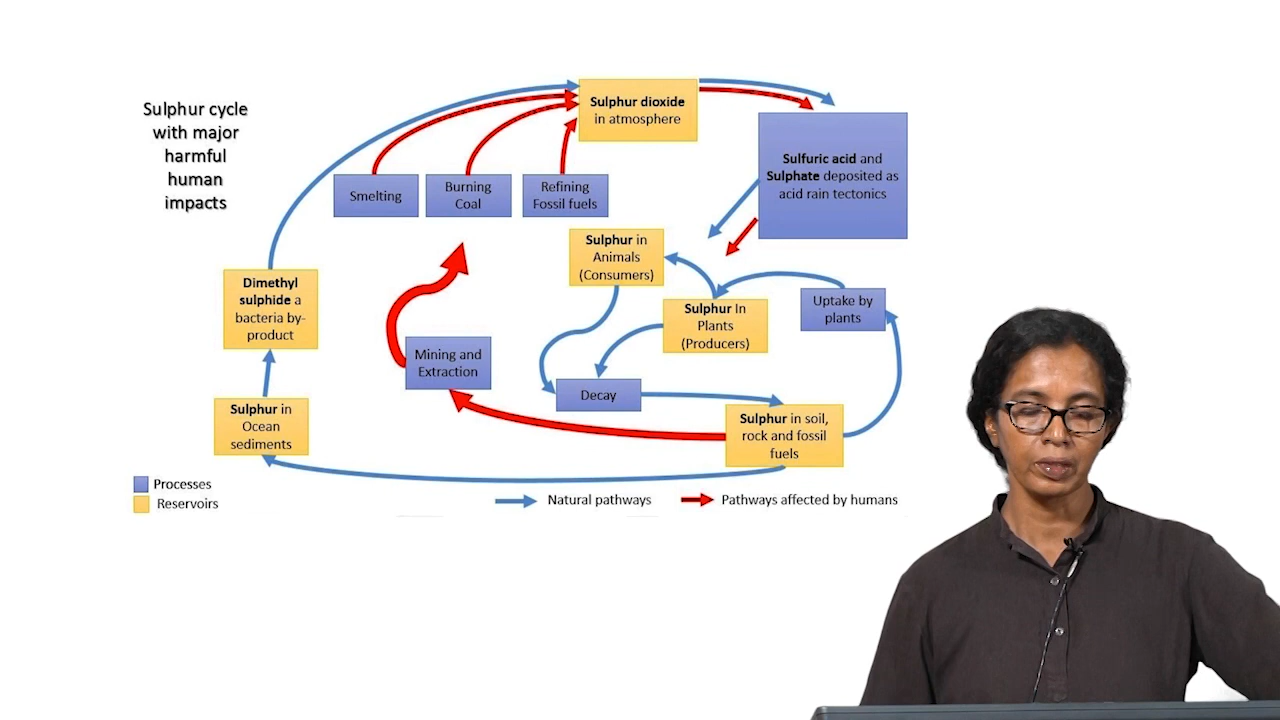 Sulphur cycle
with major
harmful
human
impacts
Sulphur dioxide
in atmosphere
Sulfuric acid and
Sulphate deposited as
acid rain tectonics
Smelting
Burning
Coal
Refining
Fossil fuels
Sulphur in
Animals
(Consumers)
Dimethyl
sulphide a
bacteria by-
product
Sulphur In
Plants
(Producers)
Uptake by
plants
Mining and
Extraction
Decay
Sulphur in
Ocean
sediments
Sulphur in soil,
rock and fossil
fuels
Processes
Reservoirs
Natural pathways
Pathways affected by humans